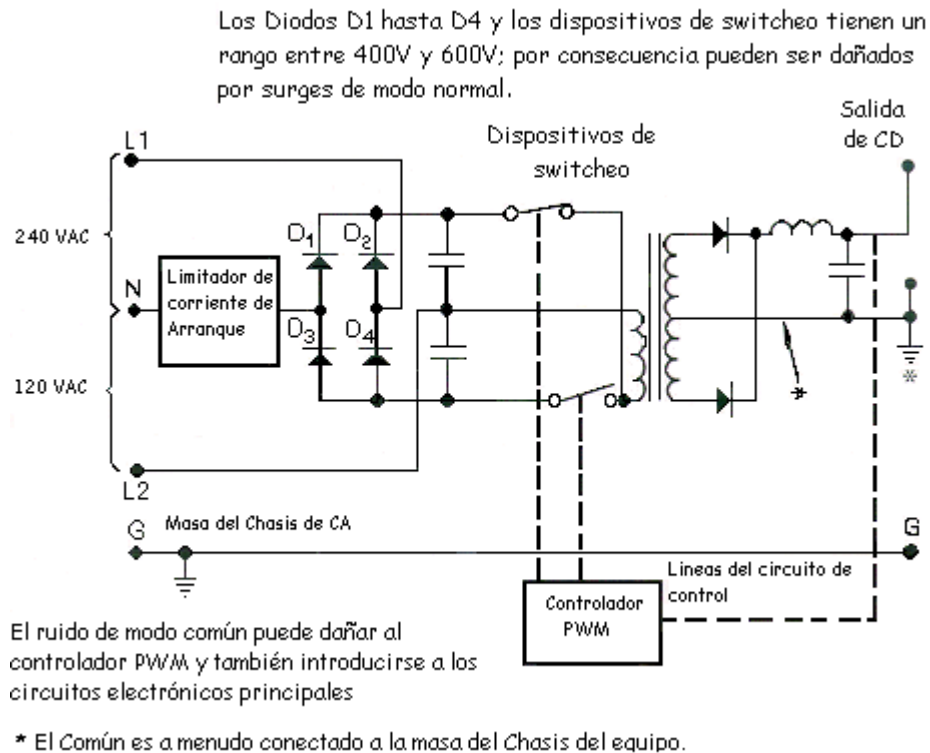 Los Diodos D1 hasta D4 y los dispositivos de switcheo tienen un
rango entre 400V y 600V; por consecuencia pueden ser dañados
por surges de modo normal.
Salida
de CD
Dispositivos de
switcheo
L1
240 VAC
D1
D2
N
Limitador de
corriente de
Arranque
D3
D4
120 VAC
*
*
L2
G
Masa del Chasis de CA
G
Lineas del circuito de
control
Controlador
PWM
El ruido de modo común puede dañar al
controlador PWM y también introducirse a los
circuitos electrónicos principales
* El Común es a menudo conectado a la masa del Chasis del equipo.